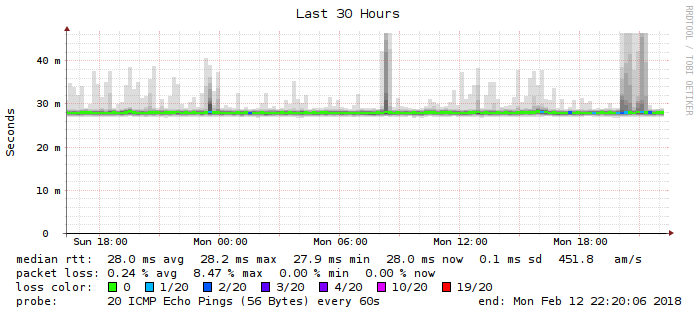 Last 30 Hours
RRDTOOL / TOBI OETIKER
Seconds
40 m
30 m
20 m
10 m
0
Sun 18:00 Mon 00:00 Mon 06:00 Mon 12:00 Mon 18:00
median rtt: 28.0 ms avg 28.2 ms max 27.9 ms min 28.0 ms now 0.1 ms sd 451.8 am/s
packet loss: 0.24 % avg 8.47 % max 0.00 % min 0.00 % now
loss color: 0 1/20 2/20 3/20 4/20 10/20 19/20
probe: 20 ICMP Echo Pings (56 Bytes) every 60s end: Mon Feb 12 22:20:06 2018